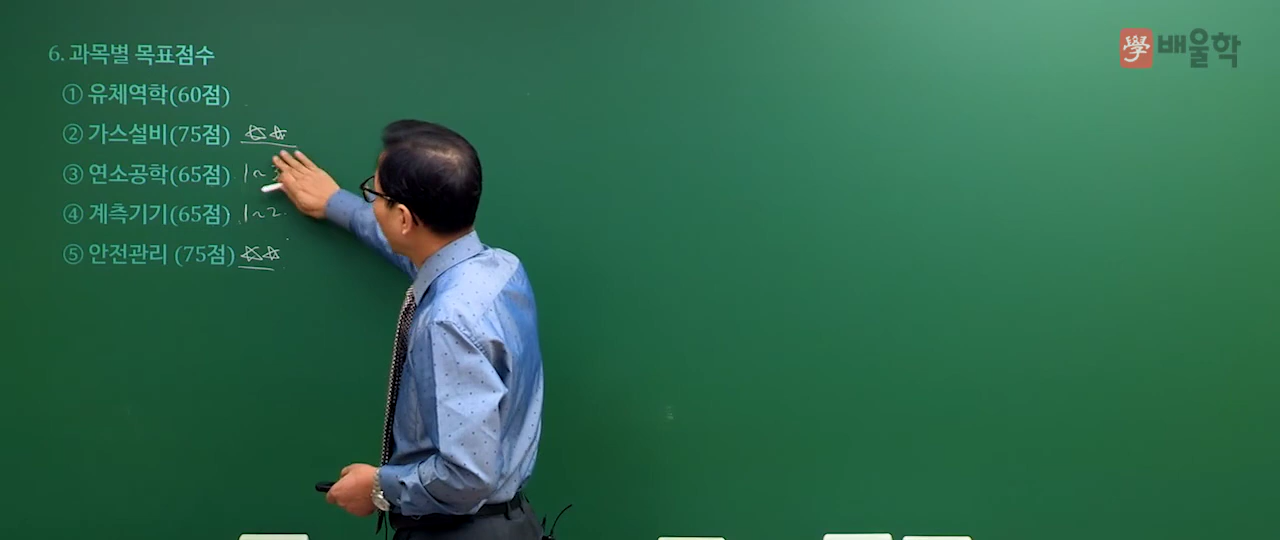 學 배울학
6. 과목별 목표점수
① 유체역학(60점)
② 가스설비(75점) ☆☆
③ 연소공학(65점) 1~
④ 계측기기(65점) 1~2
⑤ 안전관리 (75점) ☆☆